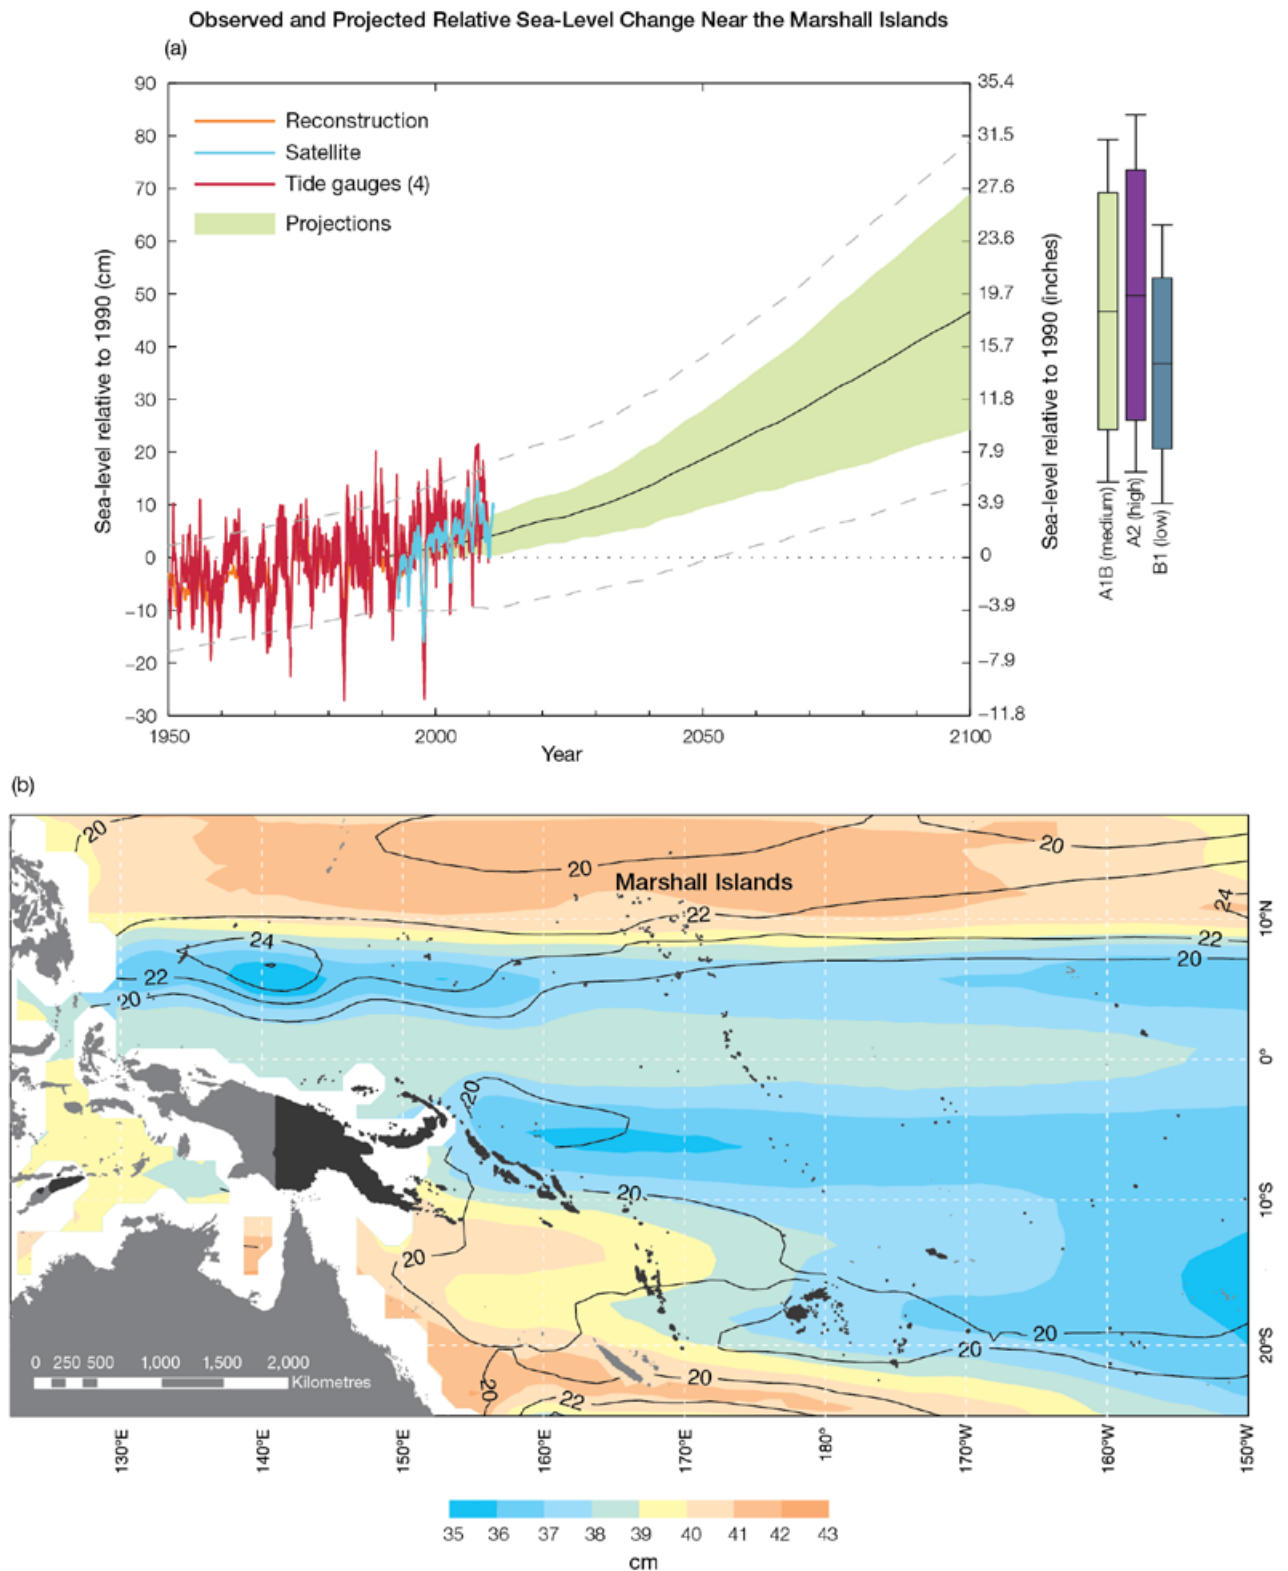 Observed and Projected Relative Sea-Level Change Near the Marshall Islands
(a)
90
80
70
60
50
40
30
20
10
0
−10
−20
−30
Sea-level relative to 1990 (cm)
Reconstruction
Satellite
Tide gauges (4)
Projections
35.4
31.5
27.6
23.6
19.7
15.7
11.8
7.9
3.9
0
−3.9
−7.9
−11.8
Sea-level relative to 1990 (inches)
A1B (medium)
A2 (high)
B1 (low)
1950 2000 2050 2100
Year
(b)
20
20
20
Marshall Islands
24
22
24
22
22
20
20
20
20
20
20
20
20
20
20
22
10°N
0°
10°S
20°S
0 250 500 1,000 1,500 2,000
Kilometres
130°E 140°E 150°E 160°E 170°E 180° 170°W 160°W 150°W
35 36 37 38 39 40 41 42 43
cm